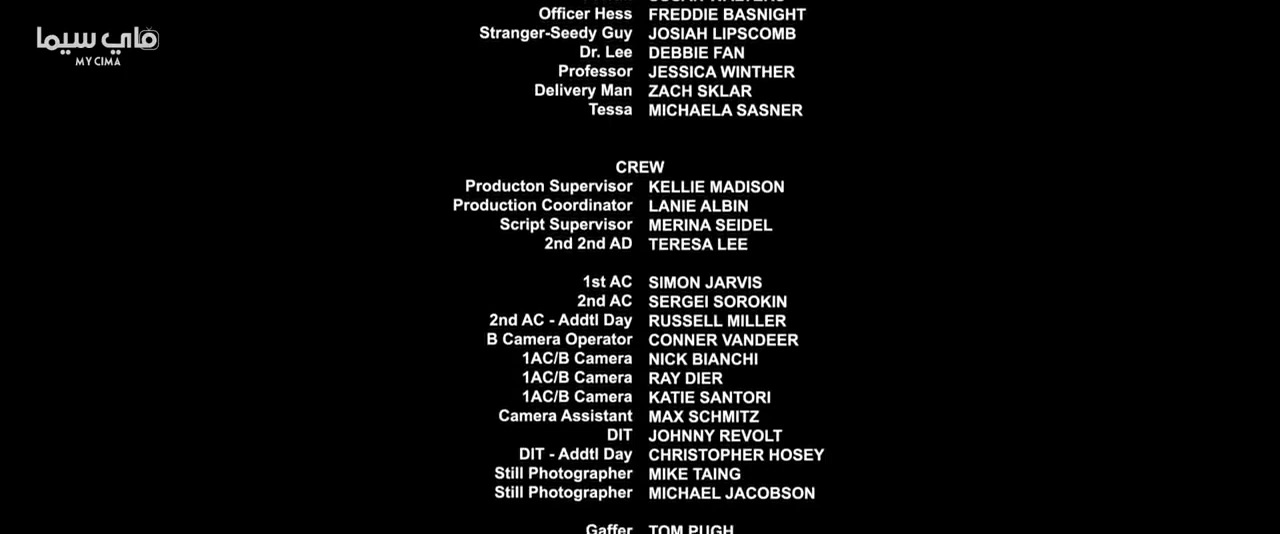 ماي سيما
MY CIMA
Officer Hess FREDDIE BASNIGHT
Stranger-Seedy Guy JOSIAH LIPSCOMB
Dr. Lee DEBBIE FAN
Professor JESSICA WINTHER
Delivery Man ZACH SKLAR
Tessa MICHAELA SASNER
CREW
Producton Supervisor KELLIE MADISON
Production Coordinator LANIE ALBIN
Script Supervisor MERINA SEIDEL
2nd 2nd AD TERESA LEE
1st AC SIMON JARVIS
2nd AC SERGEI SOROKIN
2nd AC - Addtl Day RUSSELL MILLER
B Camera Operator CONNER VANDEER
1AC/B Camera NICK BIANCHI
1AC/B Camera RAY DIER
1AC/B Camera KATIE SANTORI
Camera Assistant MAX SCHMITZ
DIT JOHNNY REVOLT
DIT - Addtl Day CHRISTOPHER HOSEY
Still Photographer MIKE TAING
Still Photographer MICHAEL JACOBSON
Gaffer TOM PUGH